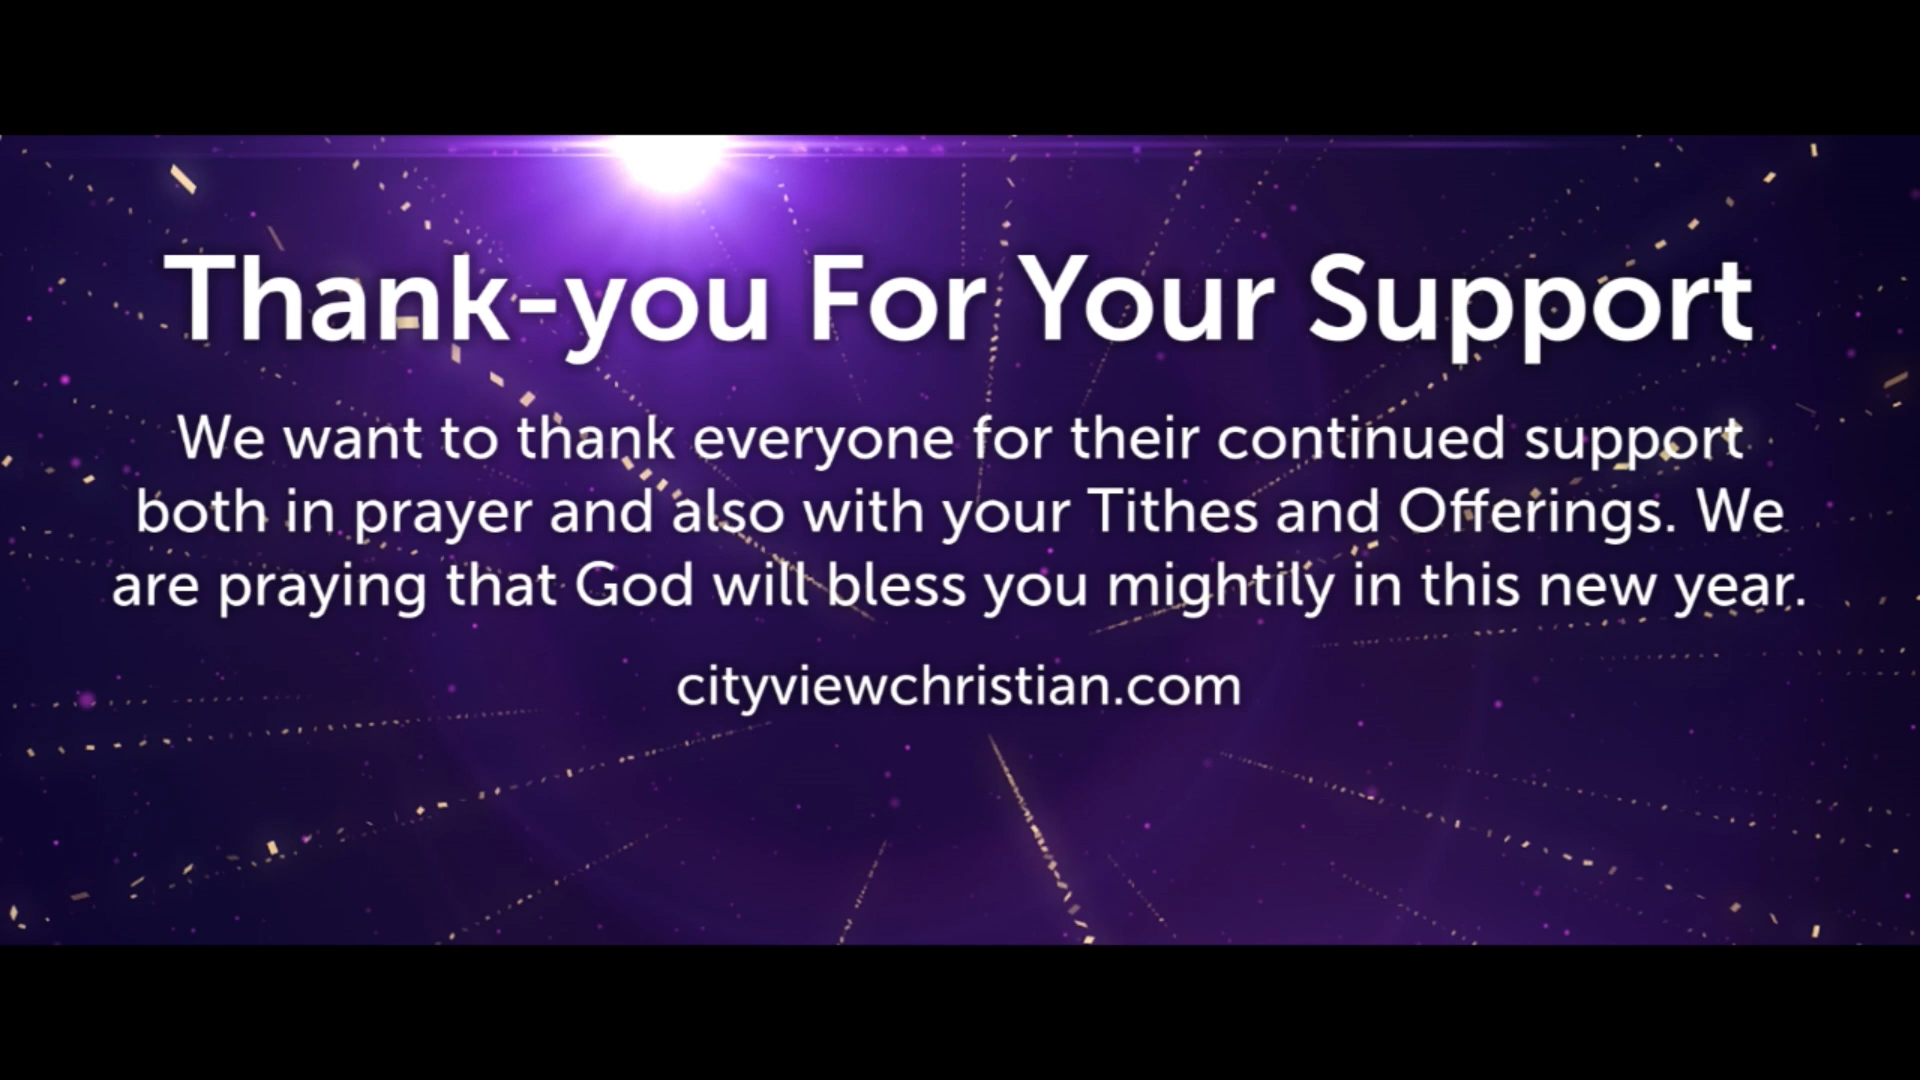 Thank-you For Your Support
We want to thank everyone for their continued support
both in prayer and also with your Tithes and Offerings. We
are praying that God will bless you mightily in this new year.
cityviewchristian.com